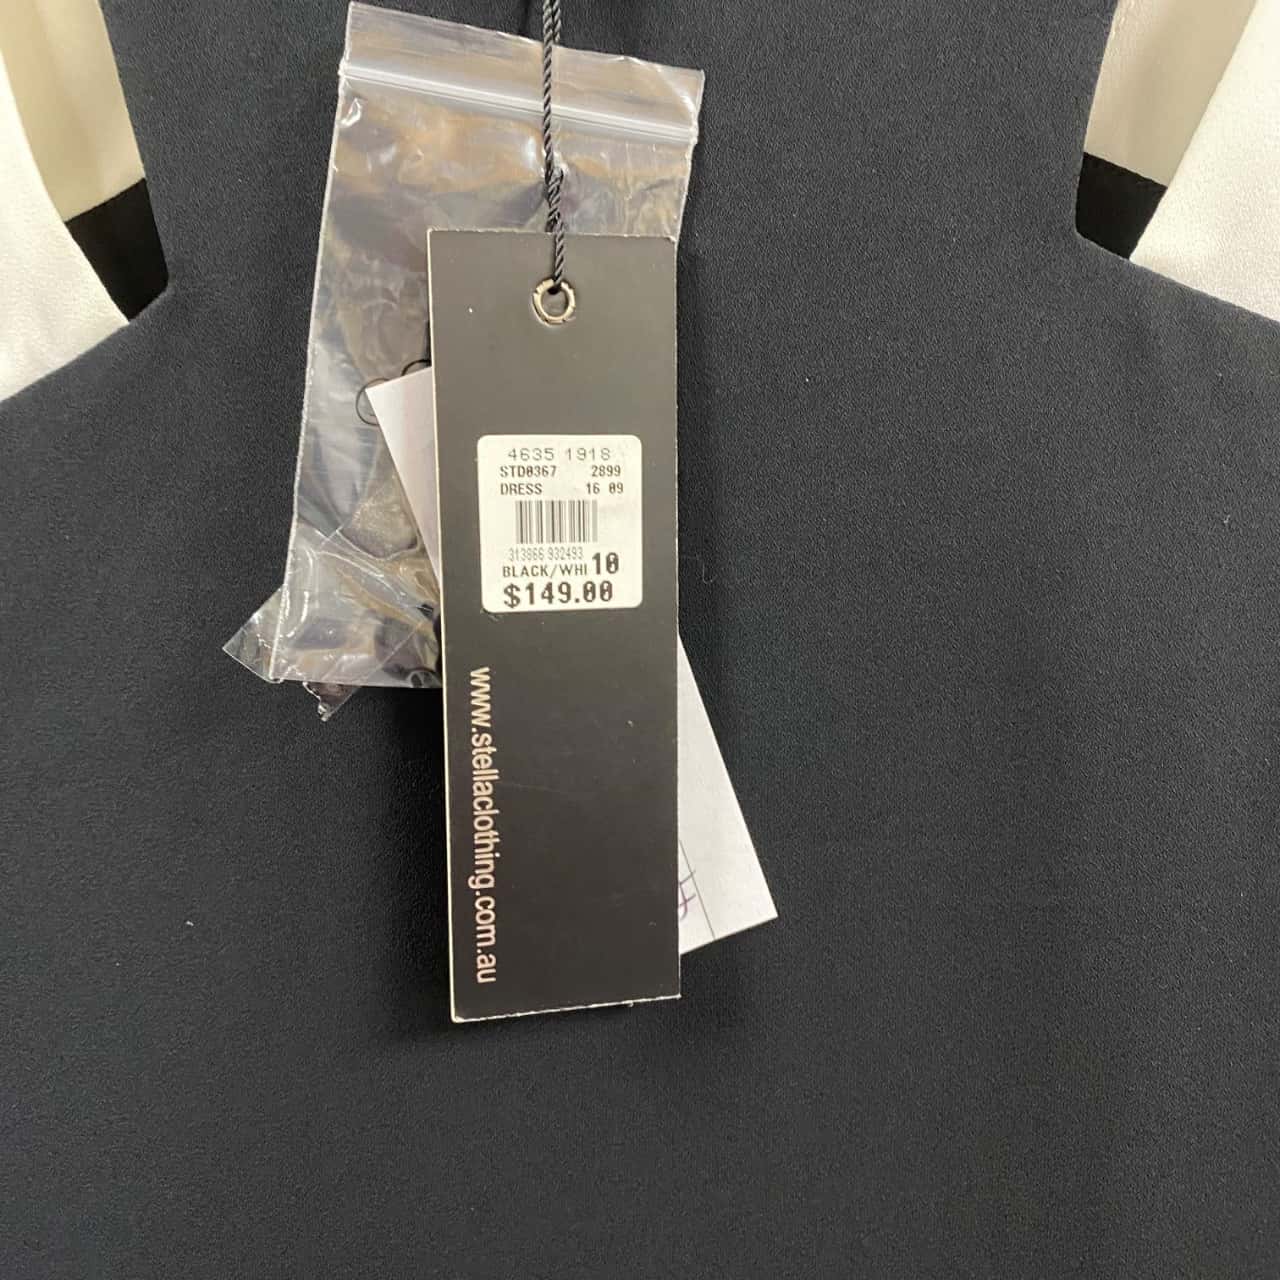 4635 1918
STD0367 2899
DRESS 16 09
313866 932493
BLACK/WHI 10
$149.00
www.stellaclothing.com.au